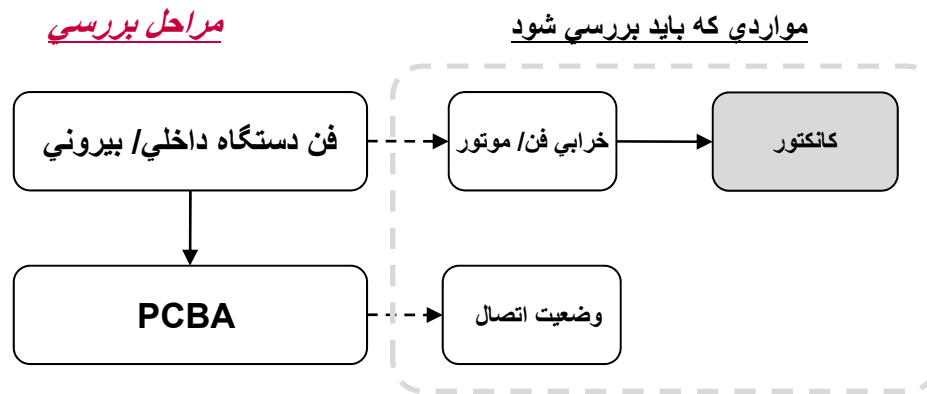 مراحل بررسي
مواردي كه بايد بررسي شود
فن دستگاه داخلي/ بيروني
خرابي فن/ موتور
كانكتور
PCBA
وضعيت اتصال